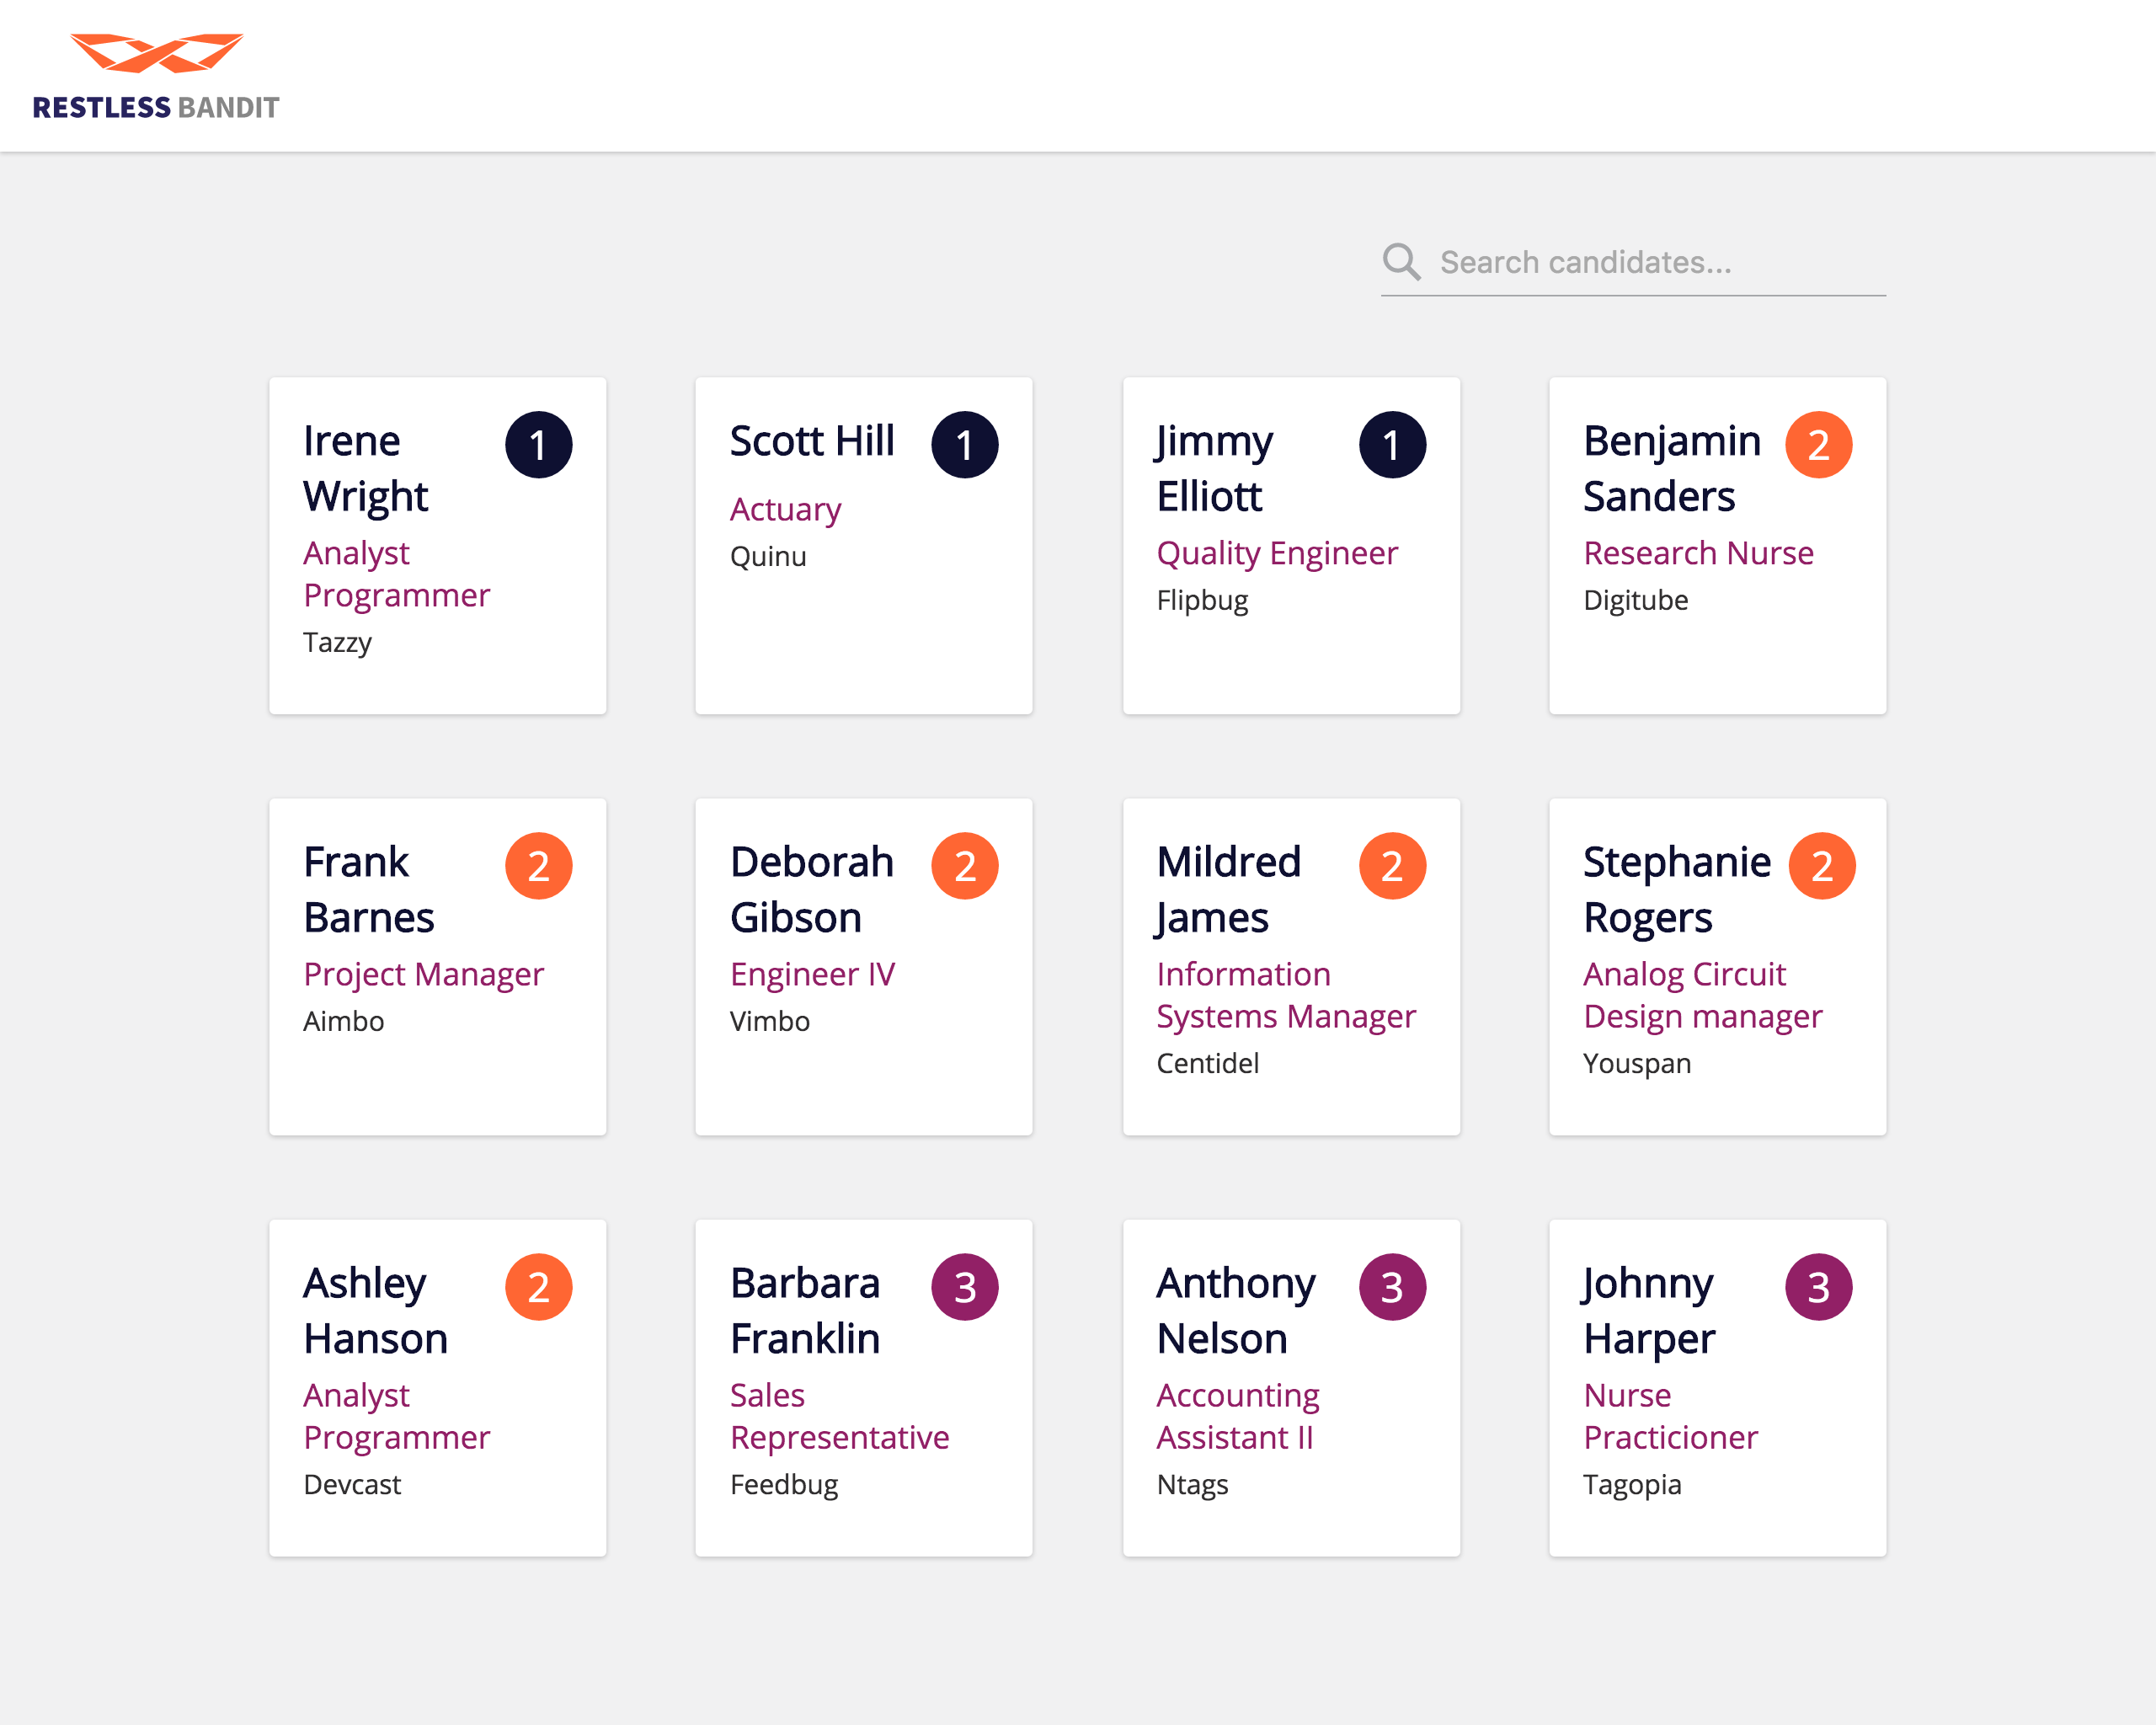 RESTLESS BANDIT
Search candidates...
Irene
Wright
1
Analyst
Programmer
Tazzy
Scott Hill
1
Actuary
Quinu
Jimmy
Elliott
1
Quality Engineer
Flipbug
Benjamin
Sanders
2
Research Nurse
Digitube
Frank
Barnes
2
Project Manager
Aimbo
Deborah
Gibson
2
Engineer IV
Vimbo
Mildred
James
2
Information
Systems Manager
Centidel
Stephanie
Rogers
2
Analog Circuit
Design manager
Youspan
Ashley
Hanson
2
Analyst
Programmer
Devcast
Barbara
Franklin
3
Sales
Representative
Feedbug
Anthony
Nelson
3
Accounting
Assistant II
Ntags
Johnny
Harper
3
Nurse
Practicioner
Tagopia